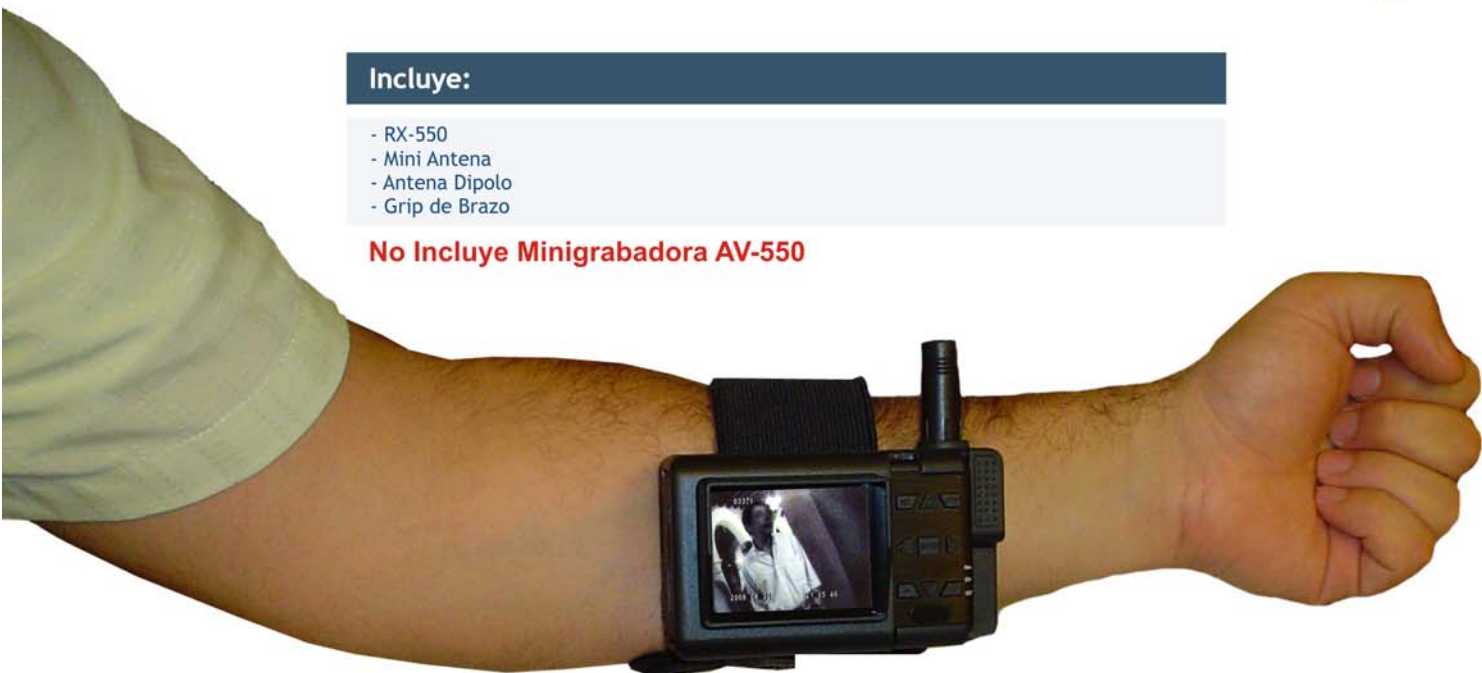 Incluye:
- RX-550
- Mini Antena
- Antena Dipolo
- Grip de Brazo
No Incluye Minigrabadora AV-550